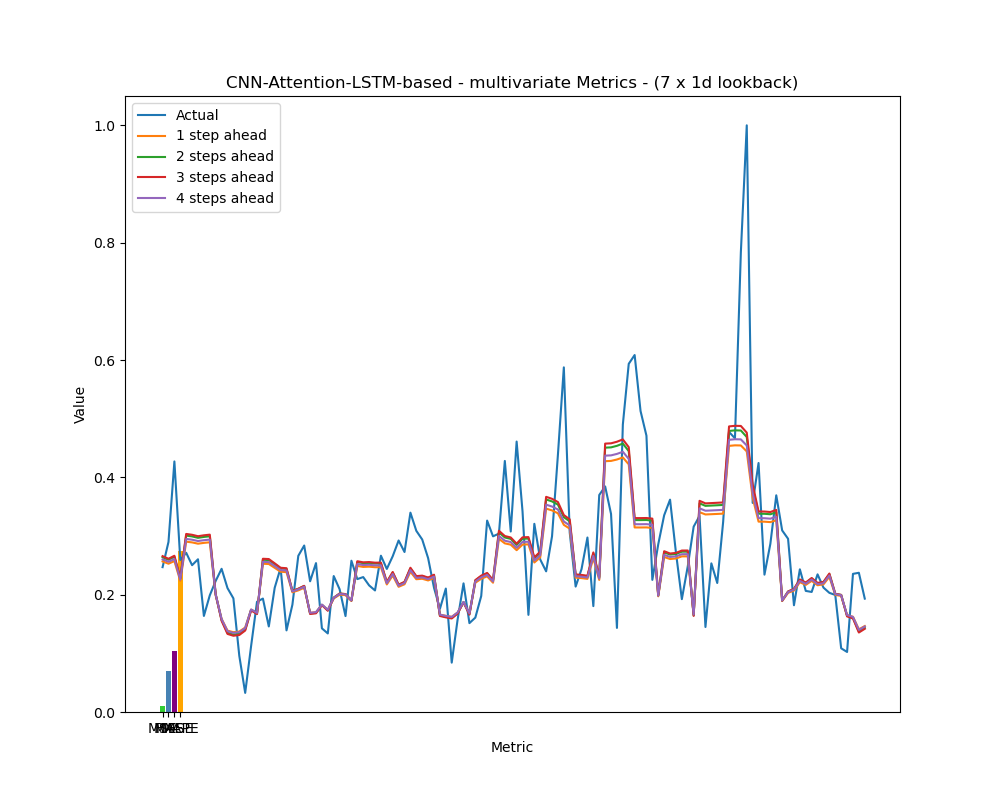 CNN-Attention-LSTM-based - multivariate Metrics - (7 x 1d lookback)
Actual
1 step ahead
2 steps ahead
3 steps ahead
4 steps ahead
1.0
0.8
0.6
0.4
0.2
0.0
Value
Metric